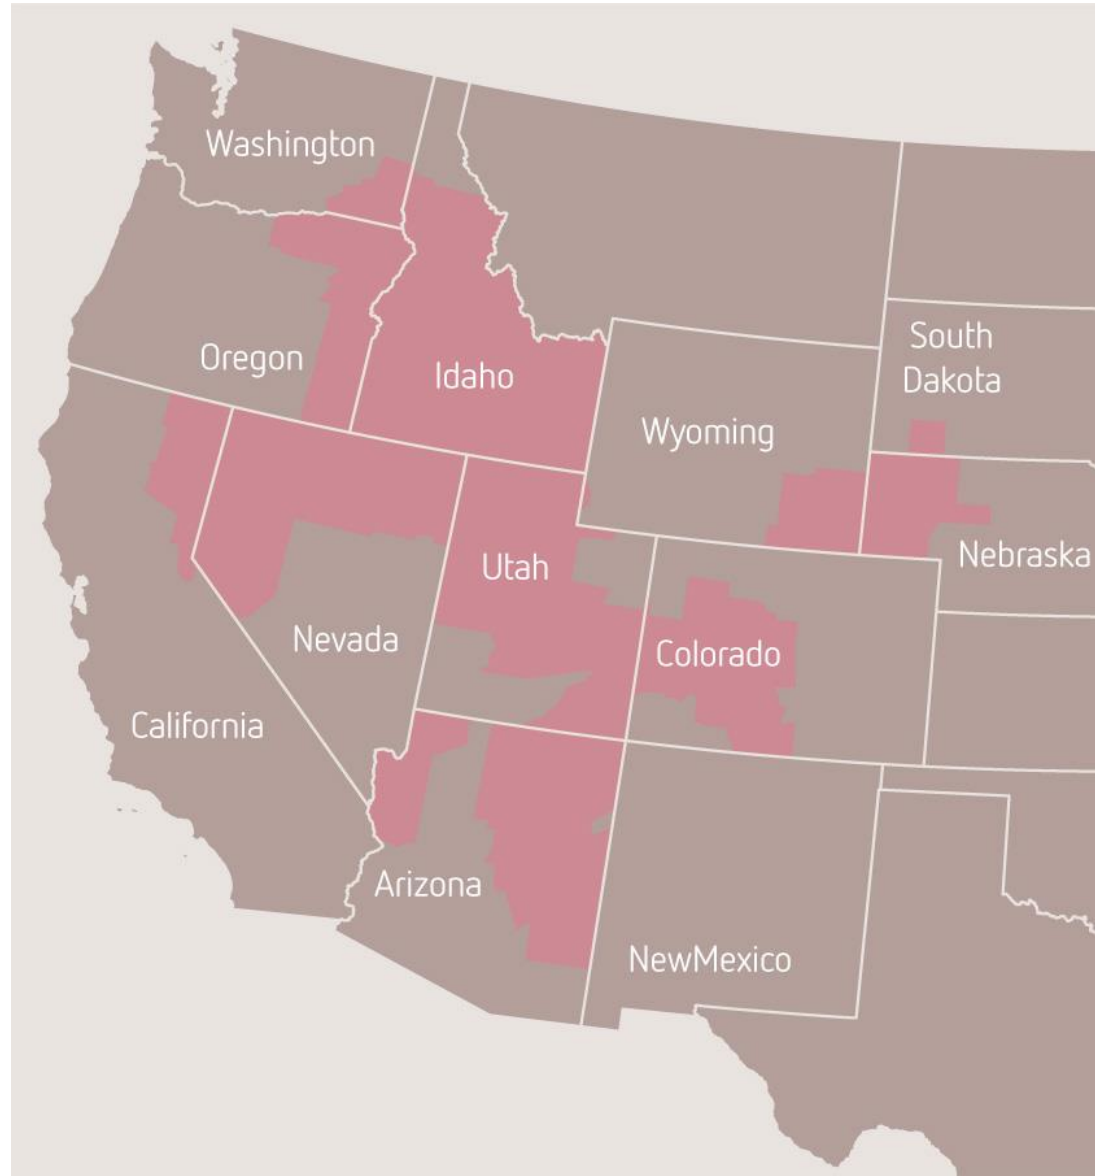 Washington
Oregon
Idaho
South
Dakota
Wyoming
Nebraska
Utah
Nevada
Colorado
California
Arizona
NewMexico